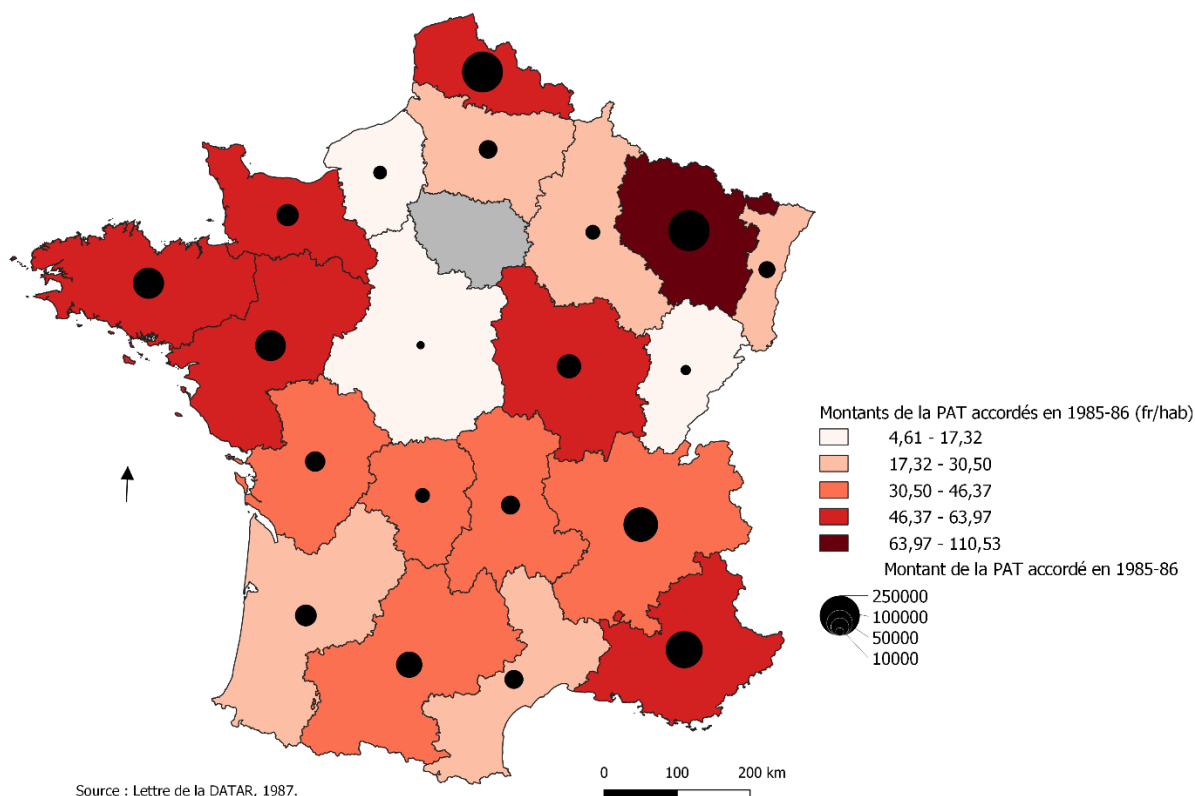 Montants de la PAT accordés en 1985-86 (fr/hab)
4,61 - 17,32
17,32 - 30,50
30,50 - 46,37
46,37 - 63,97
63,97 - 110,53
Montant de la PAT accordé en 1985-86
250000
100000
50000
10000
0 100 200 km
Source : Lettre de la DATAR, 1987.